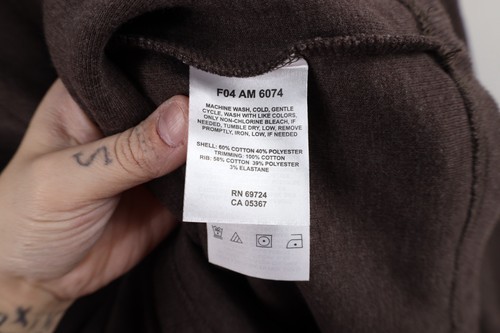 F04 AM 6074
MACHINE WASH, COLD, GENTLE
CYCLE, WASH WITH LIKE COLORS,
ONLY NON-CHLORINE BLEACH, IF
NEEDED, TUMBLE DRY, LOW, REMOVE
PROMPTLY, IRON, LOW, IF NEEDED
SHELL: 60% COTTON 40% POLYESTER
TRIMMING: 100% COTTON
RIB: 58% COTTON 39% POLYESTER
3% ELASTANE
RN 69724
CA 05367